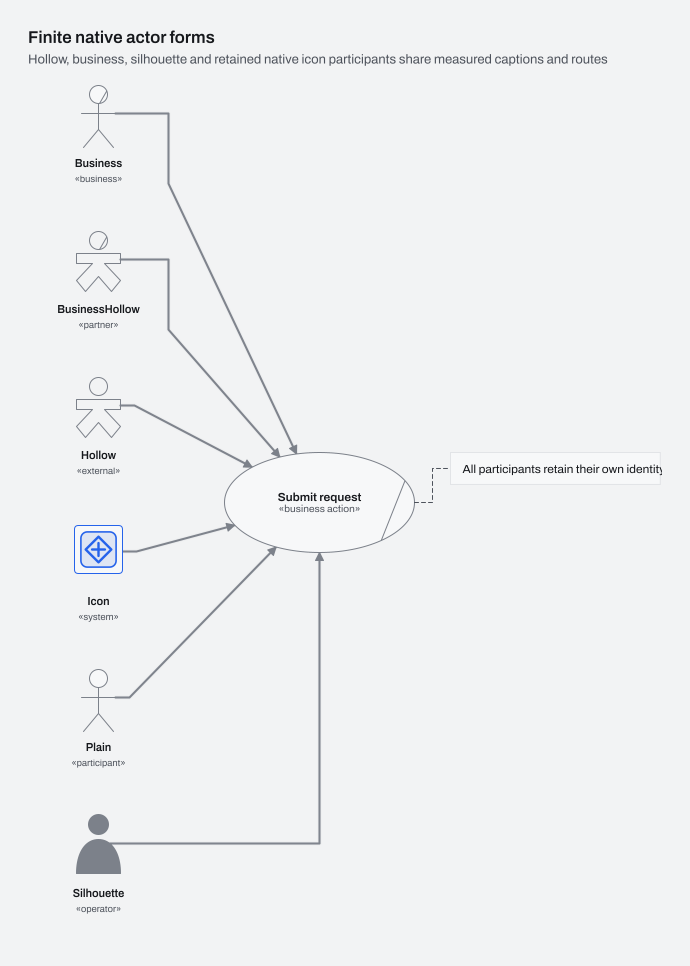 Finite native actor forms
Hollow, business, silhouette and retained native icon participants share measured captions and routes
Business
«business»
BusinessHollow
«partner»
Hollow
«external»
Submit request
«business action»
All participants retain their own identity
Icon
«system»
Plain
«participant»
Silhouette
«operator»